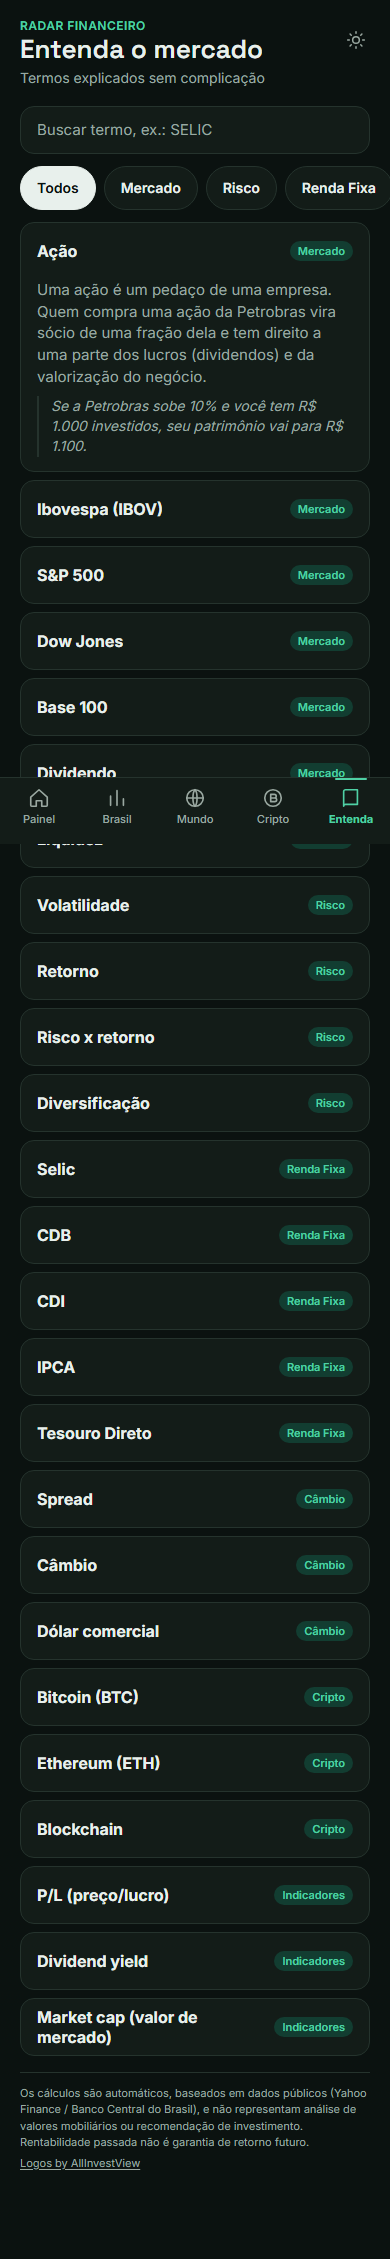 RADAR FINANCEIRO
Entenda o mercado
Termos explicados sem complicação
Buscar termo, ex.: SELIC
Todos
Mercado
Risco
Renda Fixa
Ação
Mercado
Uma ação é um pedaço de uma empresa.
Quem compra uma ação da Petrobras vira
sócio de uma fração dela e tem direito a
uma parte dos lucros (dividendos) e da
valorização do negócio.
Se a Petrobras sobe 10% e você tem R$
1.000 investidos, seu patrimônio vai para R$
1.100.
Ibovespa (IBOV)
Mercado
S&P 500
Mercado
Dow Jones
Mercado
Base 100
Mercado
Dividendo
Mercado
Painel
Brasil
Mundo
Cripto
Entenda
Volatilidade
Risco
Retorno
Risco
Risco x retorno
Risco
Diversificação
Risco
Selic
Renda Fixa
CDB
Renda Fixa
CDI
Renda Fixa
IPCA
Renda Fixa
Tesouro Direto
Renda Fixa
Spread
Câmbio
Câmbio
Câmbio
Dólar comercial
Câmbio
Bitcoin (BTC)
Cripto
Ethereum (ETH)
Cripto
Blockchain
Cripto
P/L (preço/lucro)
Indicadores
Dividend yield
Indicadores
Market cap (valor de
mercado)
Indicadores
Os cálculos são automáticos, baseados em dados públicos (Yahoo
Finance / Banco Central do Brasil), e não representam análise de
valores mobiliários ou recomendação de investimento.
Rentabilidade passada não é garantia de retorno futuro.
Logos by AllInvestView